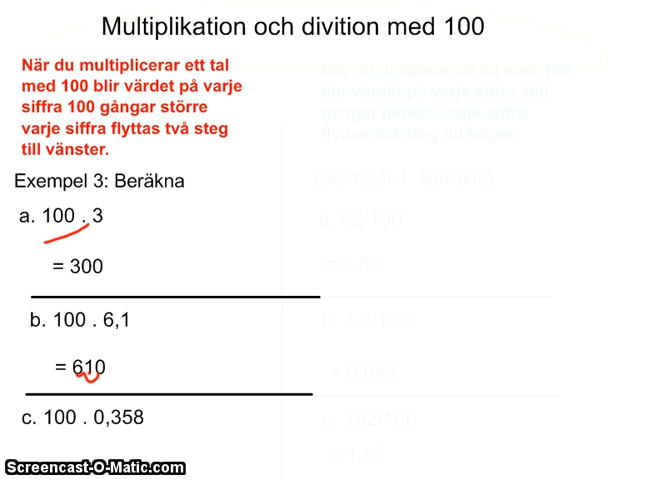 Multiplikation och divition med 100
När du multiplicerar ett tal
med 100 blir värdet på varje
siffra 100 gångar större
varje siffra flyttas två steg
till vänster.
Exempel 3: Beräkna
a. 100 . 3
= 300
b. 100 . 6,1
= 610
c. 100 . 0,358
När du dividerar ett tal med 100
blir värdet på varje siffra 100
gångar mindre varje siffra
flyttas två steg till höger.
Exempel 4: Beräkna
a. 62/100
= 0,62
b. 4,3/100
= 0,043
c. 182/100
= 1,82
Screencast-O-Matic.com